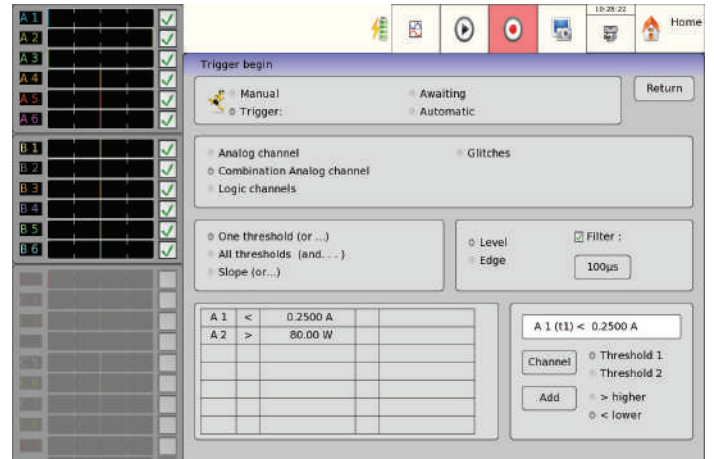 10:28:22
Home
A 1
A 2
A 3
A 4
A 5
A 6
B 1
B 2
B 3
B 4
B 5
B 6
Trigger begin
Return
Manual
Awaiting
Trigger:
Automatic
Analog channel
Glitches
Combination Analog channel
Logic channels
One threshold (or ...)
All thresholds (and. . . )
Slope (or...)
Level
Edge
Filter :
100µs
A 1 < 0.2500 A
A 2 > 80.00 W
A 1 (t1) < 0.2500 A
Channel
Threshold 1
Threshold 2
Add
> higher
< lower